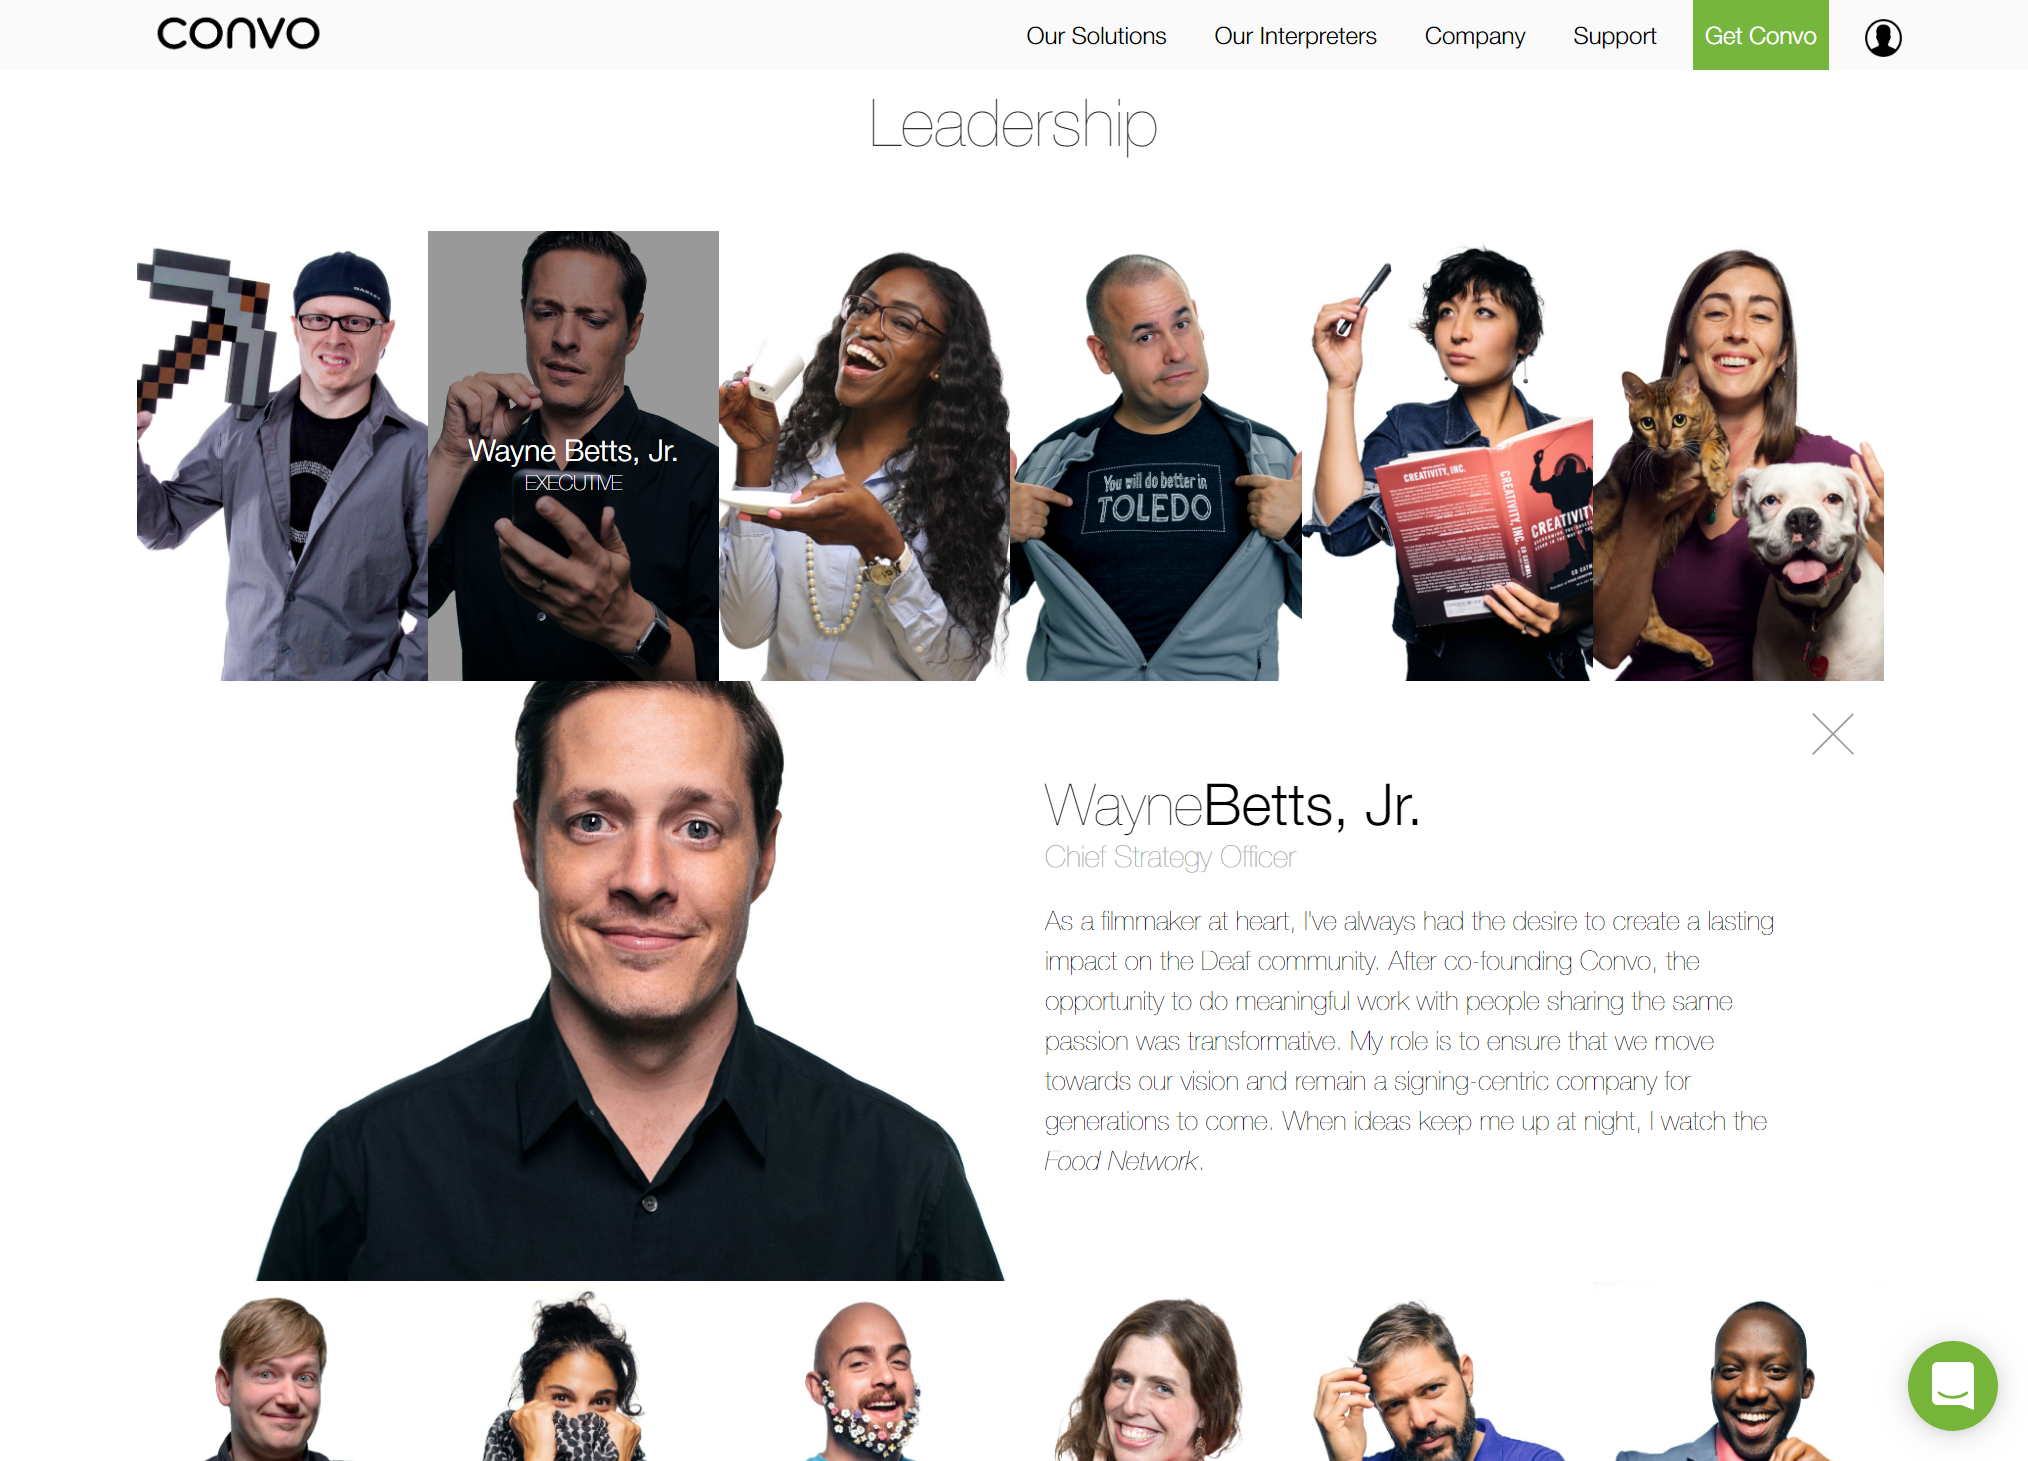 convo
Our Solutions
Our Interpreters
Company
Support
Get Convo
Leadership
OAKLEY
Wayne Betts, Jr.
EXECUTIVE
You will do better in
TOLEDO
CREATIVITY, INC.
CREATIVITY, INC.
CREATIVITY
WayneBetts, Jr.
Chief Strategy Officer
As a filmmaker at heart, I've always had the desire to create a lasting
impact on the Deaf community. After co-founding Convo, the
opportunity to do meaningful work with people sharing the same
passion was transformative. My role is to ensure that we move
towards our vision and remain a signing-centric company for
generations to come. When ideas keep me up at night, I watch the
Food Network.